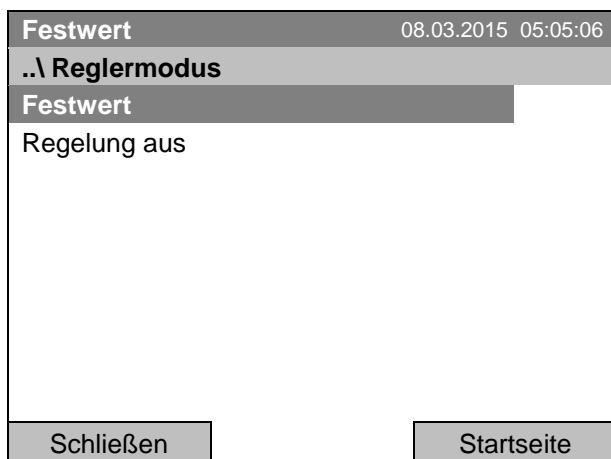 Festwert 08.03.2015 05:05:06
..\ Reglermodus
Festwert
Regelung aus
Schließen Startseite